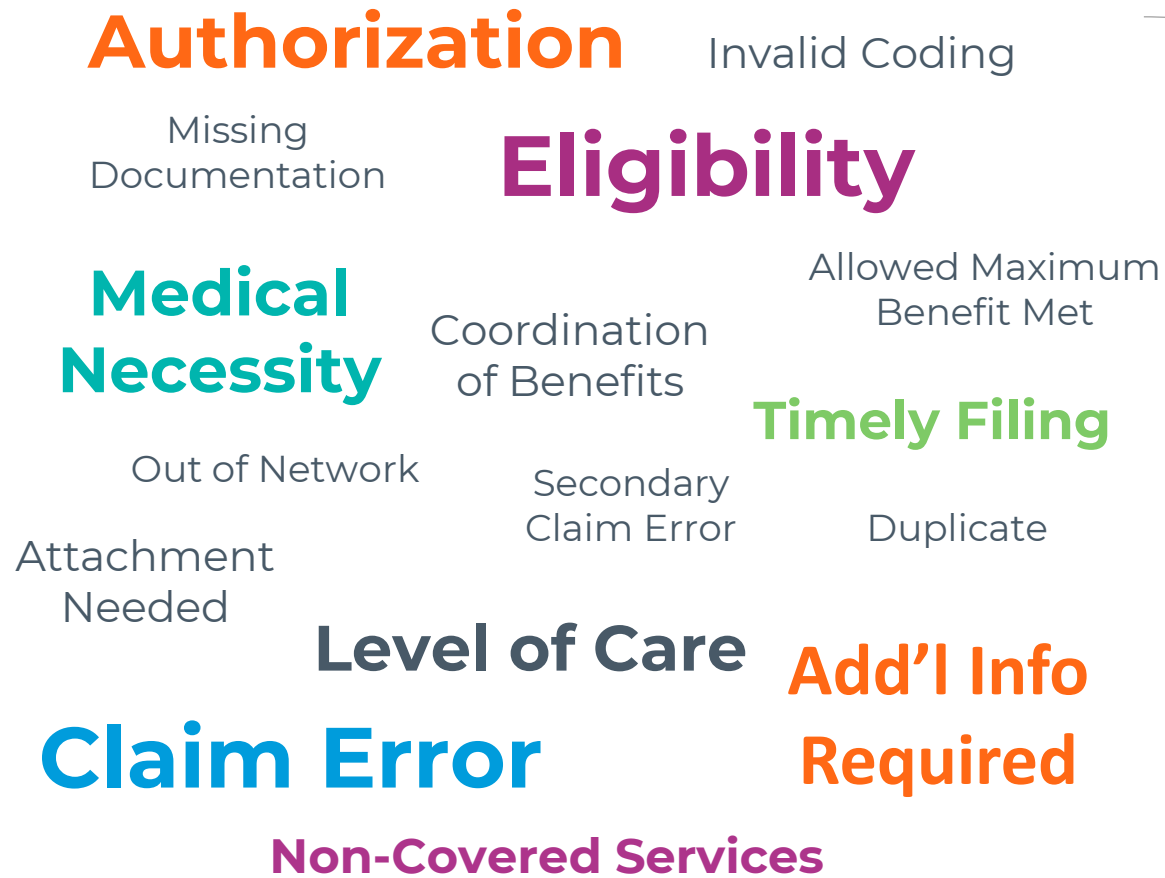 Authorization
Invalid Coding
Missing
Documentation
Eligibility
Medical
Necessity
Coordination
of Benefits
Allowed Maximum
Benefit Met
Timely Filing
Out of Network
Secondary
Claim Error
Duplicate
Attachment
Needed
Level of Care
Add’l Info
Required
Claim Error
Non-Covered Services